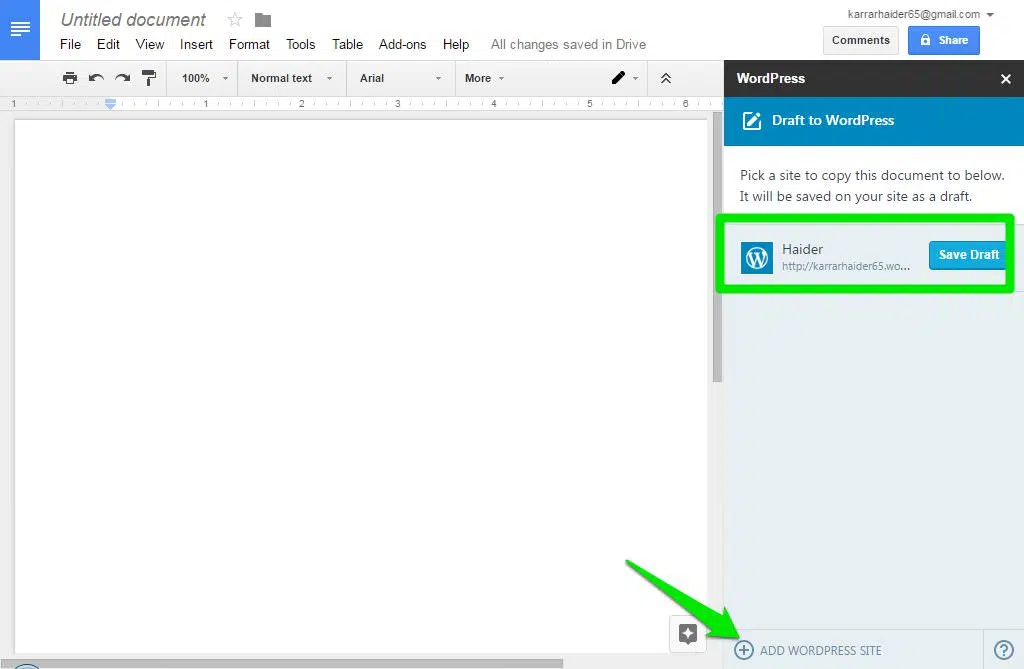 Untitled document
karrarhaider65@gmail.com
File Edit View Insert Format Tools Table Add-ons Help All changes saved in Drive
Comments Share
100% Normal text Arial More
1 1 2 3 4 5 6
WordPress
Draft to WordPress
Pick a site to copy this document to below.
It will be saved on your site as a draft.
Haider
http://karrarhaider65.wo...
Save Draft
ADD WORDPRESS SITE